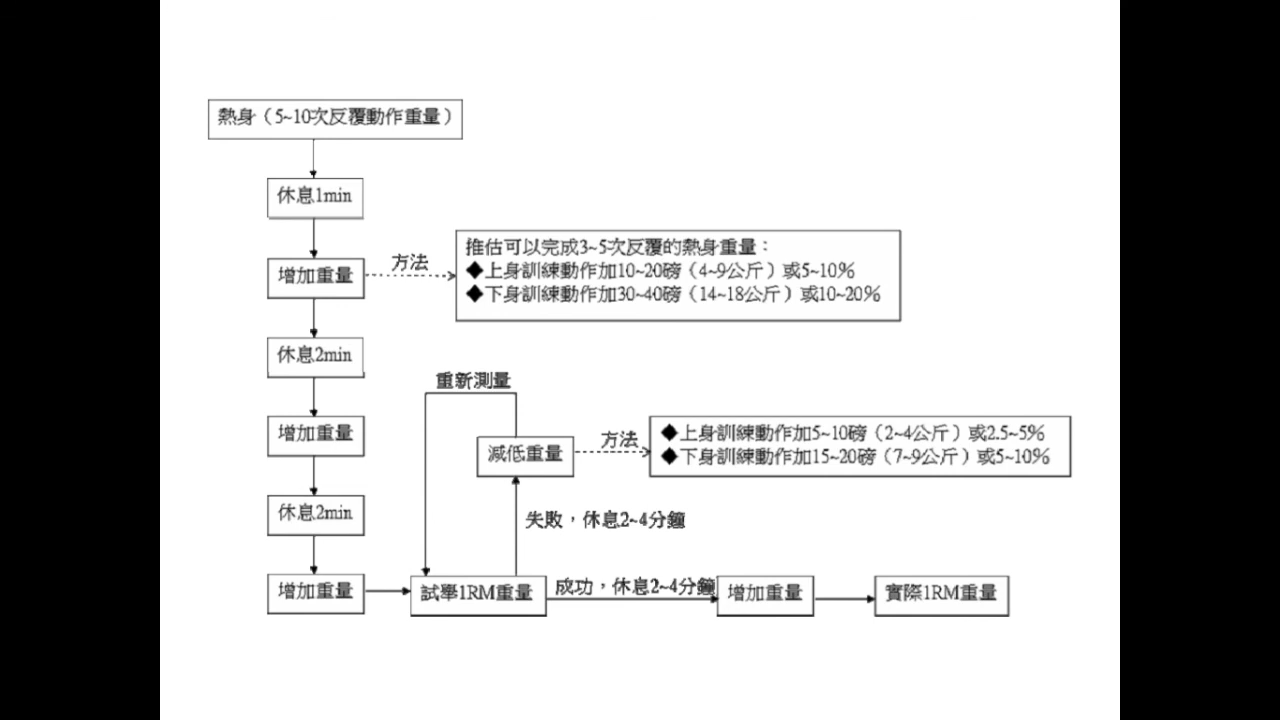 熱身（5~10次反覆動作重量）
休息1min
增加重量
方法
推估可以完成3~5次反覆的熱身重量：
◆上身訓練動作加10~20磅（4~9公斤）或5~10%
◆下身訓練動作加30~40磅（14~18公斤）或10~20%
休息2min
重新測量
增加重量
減低重量
方法
◆上身訓練動作加5~10磅（2~4公斤）或2.5~5%
◆下身訓練動作加15~20磅（7~9公斤）或5~10%
休息2min
失敗，休息2~4分鐘
增加重量
試舉1RM重量
成功，休息2~4分鐘
增加重量
實際1RM重量